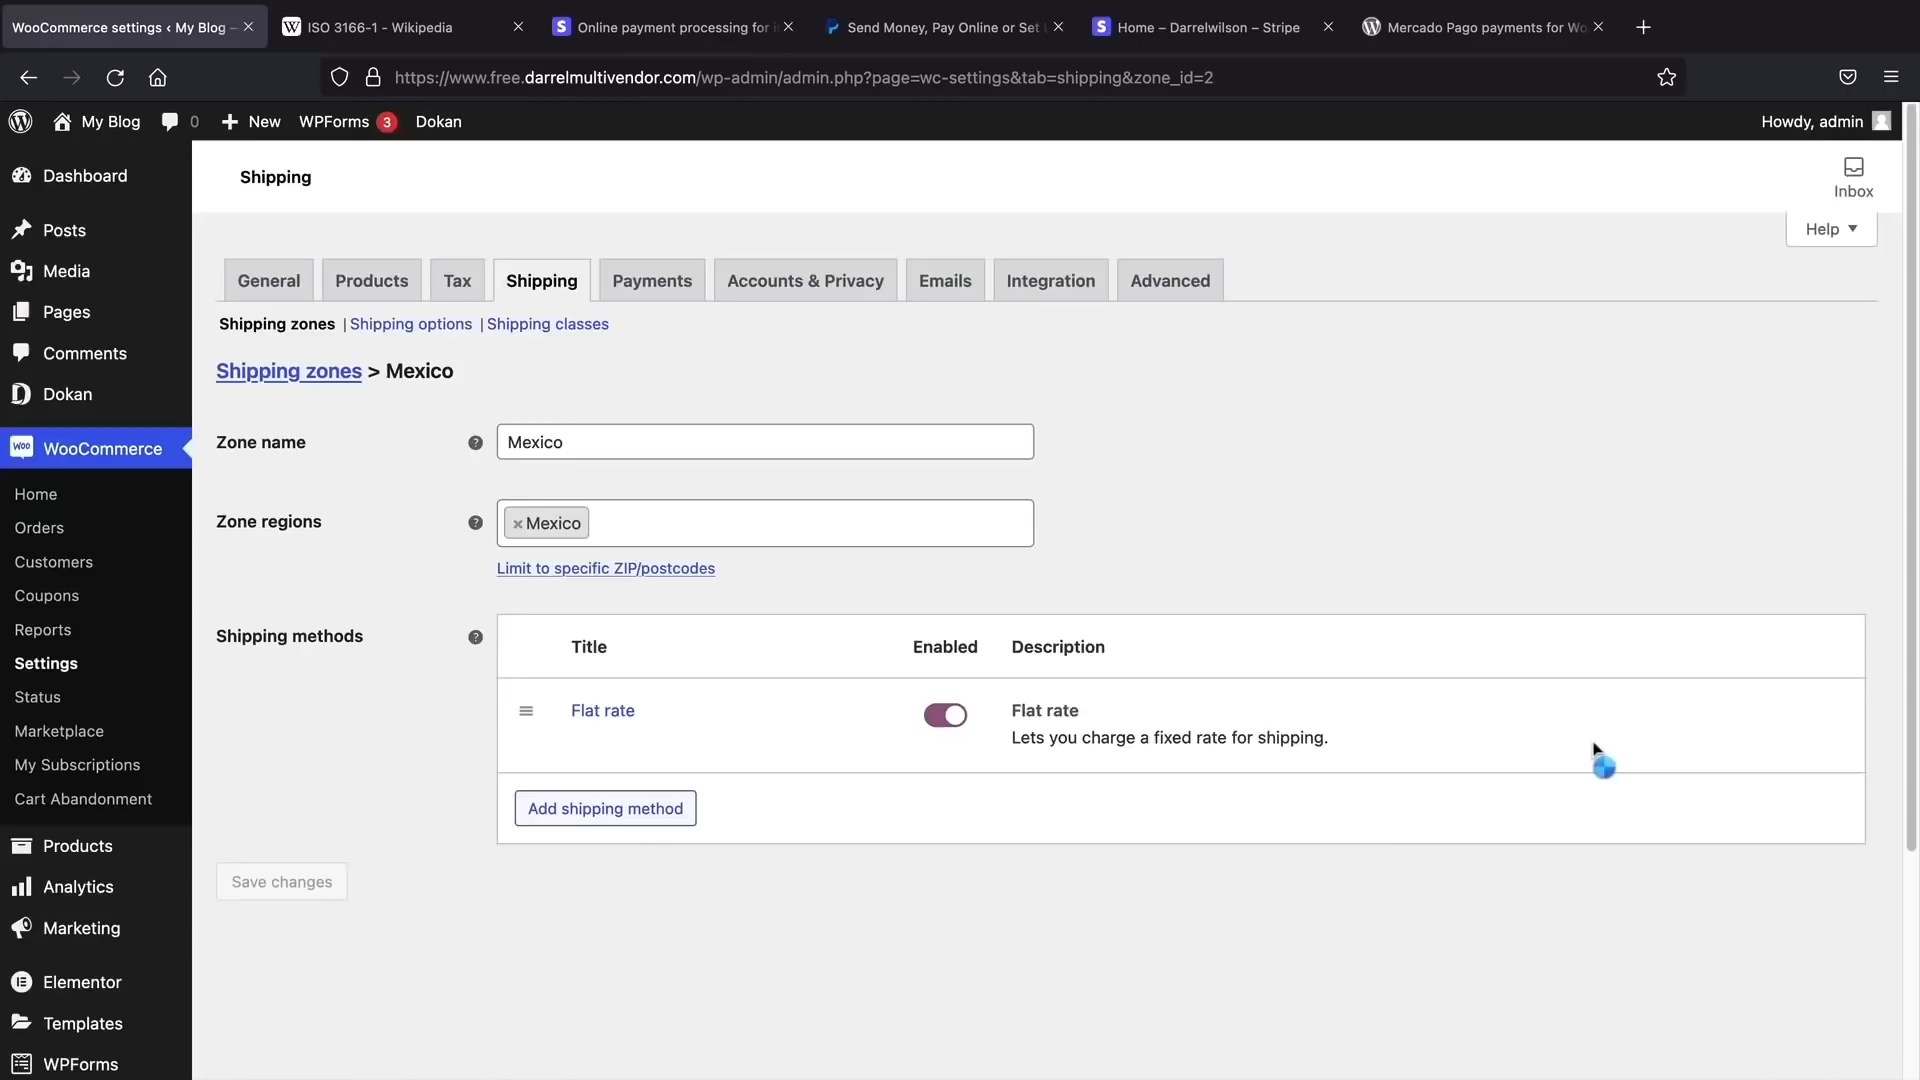 WooCommerce settings ‹ My Blog –
ISO 3166-1 - Wikipedia
Online payment processing for i
Send Money, Pay Online or Set
Home – Darrelwilson – Stripe
Mercado Pago payments for Wo
https://www.free.darrelmultivendor.com/wp-admin/admin.php?page=wc-settings&tab=shipping&zone_id=2
My Blog
0
New
WPForms 3
Dokan
Howdy, admin
Dashboard
Posts
Media
Pages
Comments
Dokan
WooCommerce
Home
Orders
Customers
Coupons
Reports
Settings
Status
Marketplace
My Subscriptions
Cart Abandonment
Products
Analytics
Marketing
Elementor
Templates
WPForms
Shipping
Inbox
Help
General
Products
Tax
Shipping
Payments
Accounts & Privacy
Emails
Integration
Advanced
Shipping zones | Shipping options | Shipping classes
Shipping zones > Mexico
Zone name
Mexico
Zone regions
×Mexico
Limit to specific ZIP/postcodes
Shipping methods
Title
Enabled
Description
Flat rate
Flat rate
Lets you charge a fixed rate for shipping.
Add shipping method
Save changes